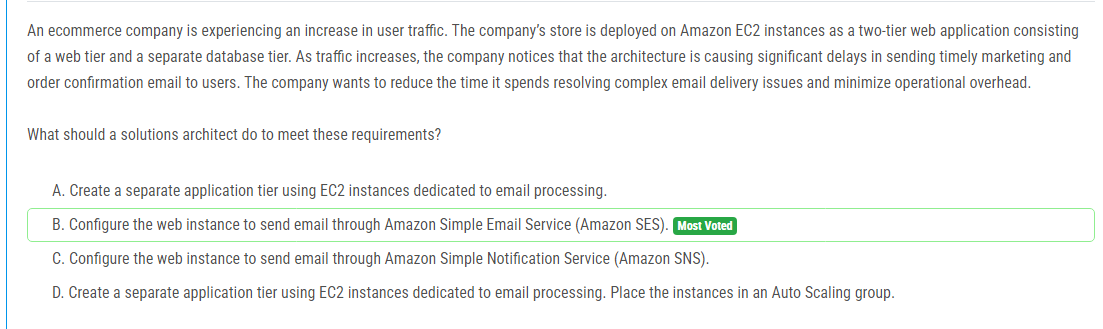 An ecommerce company is experiencing an increase in user traffic. The company's store is deployed on Amazon EC2 instances as a two-tier web application consisting
of a web tier and a separate database tier. As traffic increases, the company notices that the architecture is causing significant delays in sending timely marketing and
order confirmation email to users. The company wants to reduce the time it spends resolving complex email delivery issues and minimize operational overhead.
What should a solutions architect do to meet these requirements?
A. Create a separate application tier using EC2 instances dedicated to email processing.
B. Configure the web instance to send email through Amazon Simple Email Service (Amazon SES). Most Voted
C. Configure the web instance to send email through Amazon Simple Notification Service (Amazon SNS).
D. Create a separate application tier using EC2 instances dedicated to email processing. Place the instances in an Auto Scaling group.